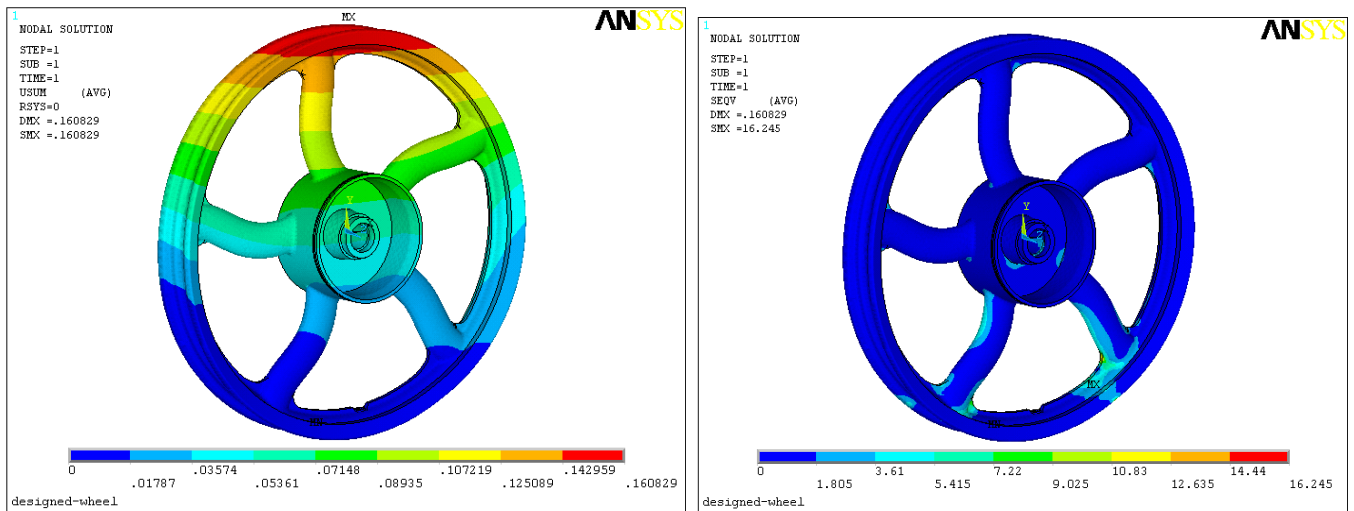 1
NODAL SOLUTION
STEP=1
SUB =1
TIME=1
USUM (AVG)
RSYS=0
DMX =.160829
SMX =.160829
MX
ANSYS
Y
0 .03574 .07148 .107219 .142959
.01787 .05361 .08935 .125089 .160829
designed-wheel
1
NODAL SOLUTION
STEP=1
SUB =1
TIME=1
SEQV (AVG)
DMX =.160829
SMX =16.245
ANSYS
Y
MX
0 3.61 7.22 10.83 14.44
1.805 5.415 9.025 12.635 16.245
designed-wheel